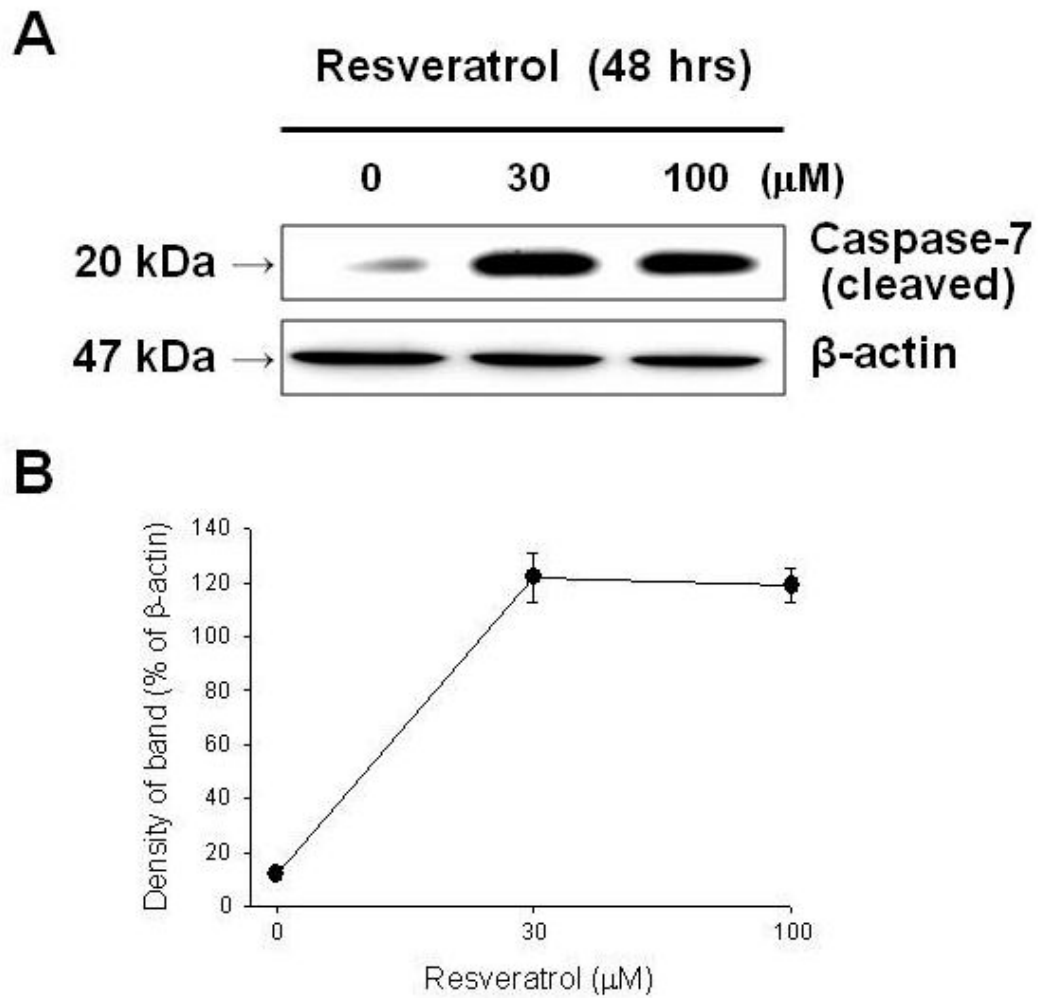 A
Resveratrol (48 hrs)
0 30 100 (μM)
20 kDa → Caspase-7 (cleaved)
47 kDa → β-actin
B
Density of band (% of β-actin)
140
120
100
80
60
40
20
0
0 30 100
Resveratrol (μM)